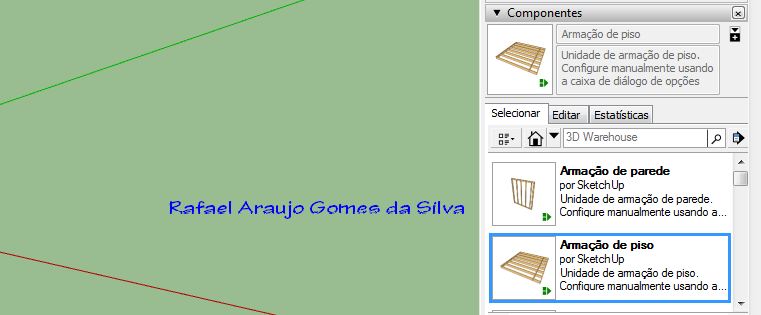 Componentes
Armação de piso
Unidade de armação de piso.
Configure manualmente usando
a caixa de diálogo de opções
Selecionar
Editar
Estatísticas
3D Warehouse
Armação de parede
por SketchUp
Unidade de armação de parede.
Configure manualmente usando a...
Armação de piso
por SketchUp
Unidade de armação de piso.
Configure manualmente usando a...
Rafael Araujo Gomes da Silva